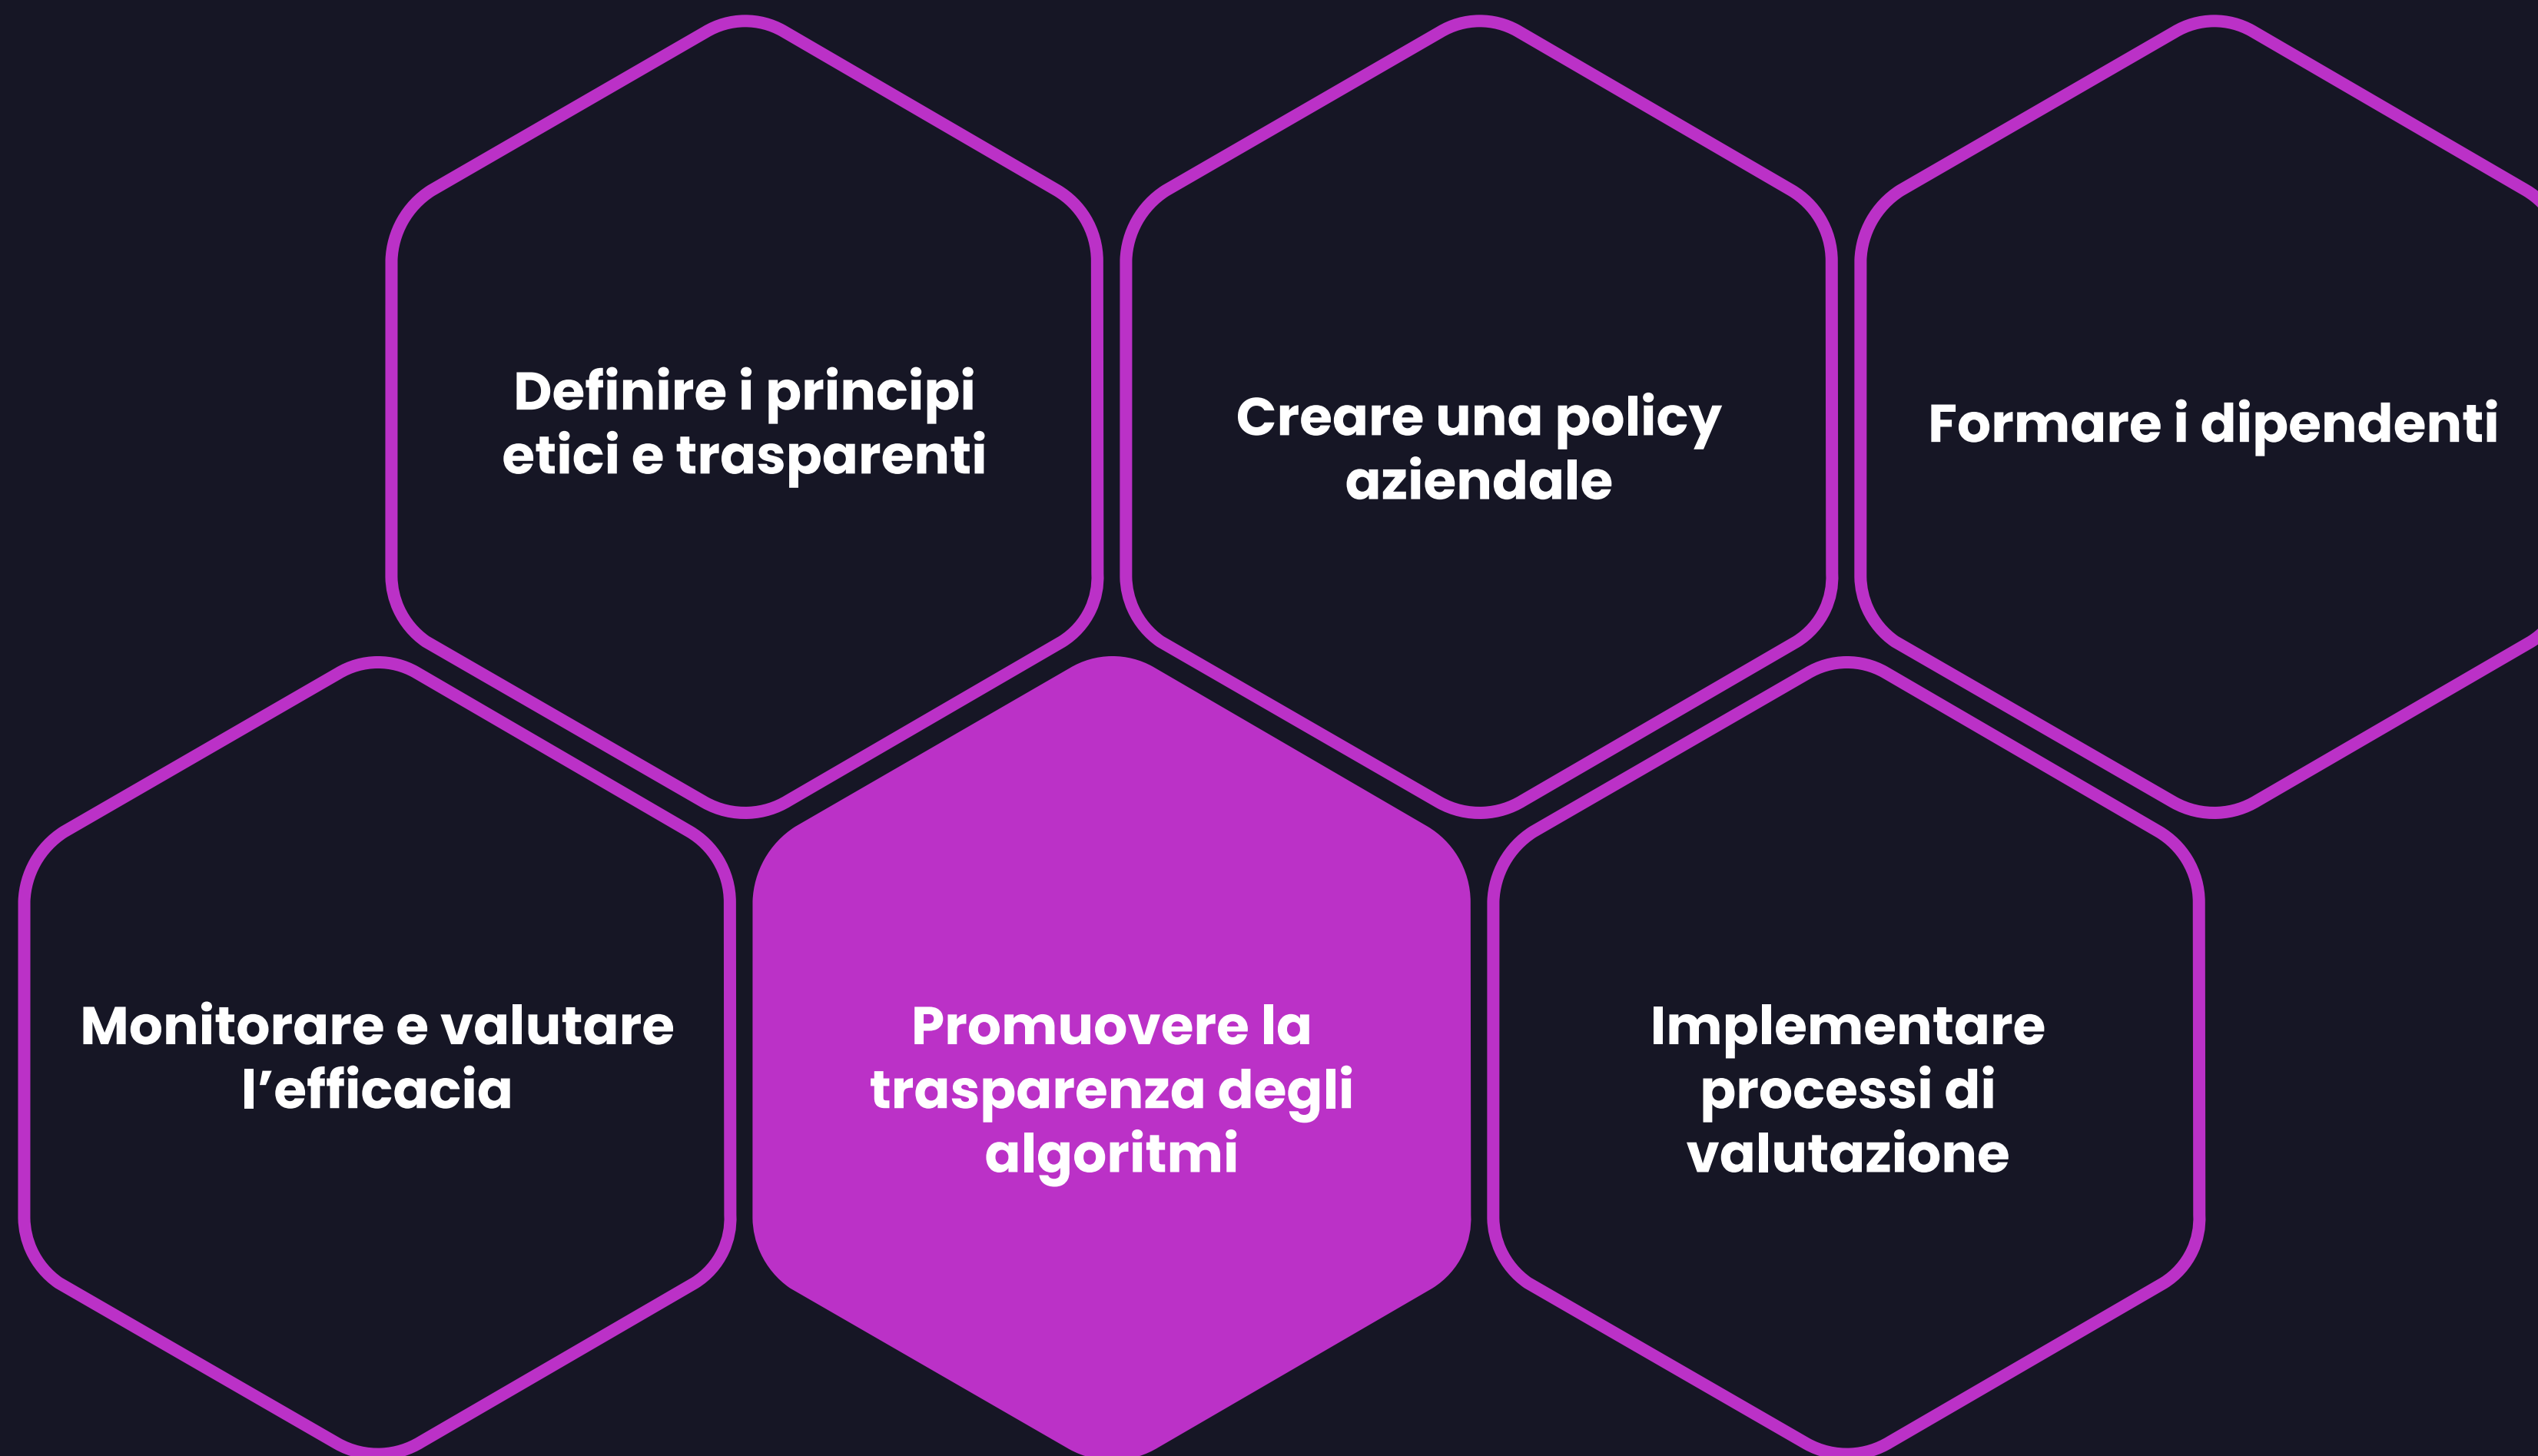 Definire i principi
etici e trasparenti
Creare una policy
aziendale
Formare i dipendenti
Monitorare e valutare
l’efficacia
Promuovere la
trasparenza degli
algoritmi
Implementare
processi di
valutazione